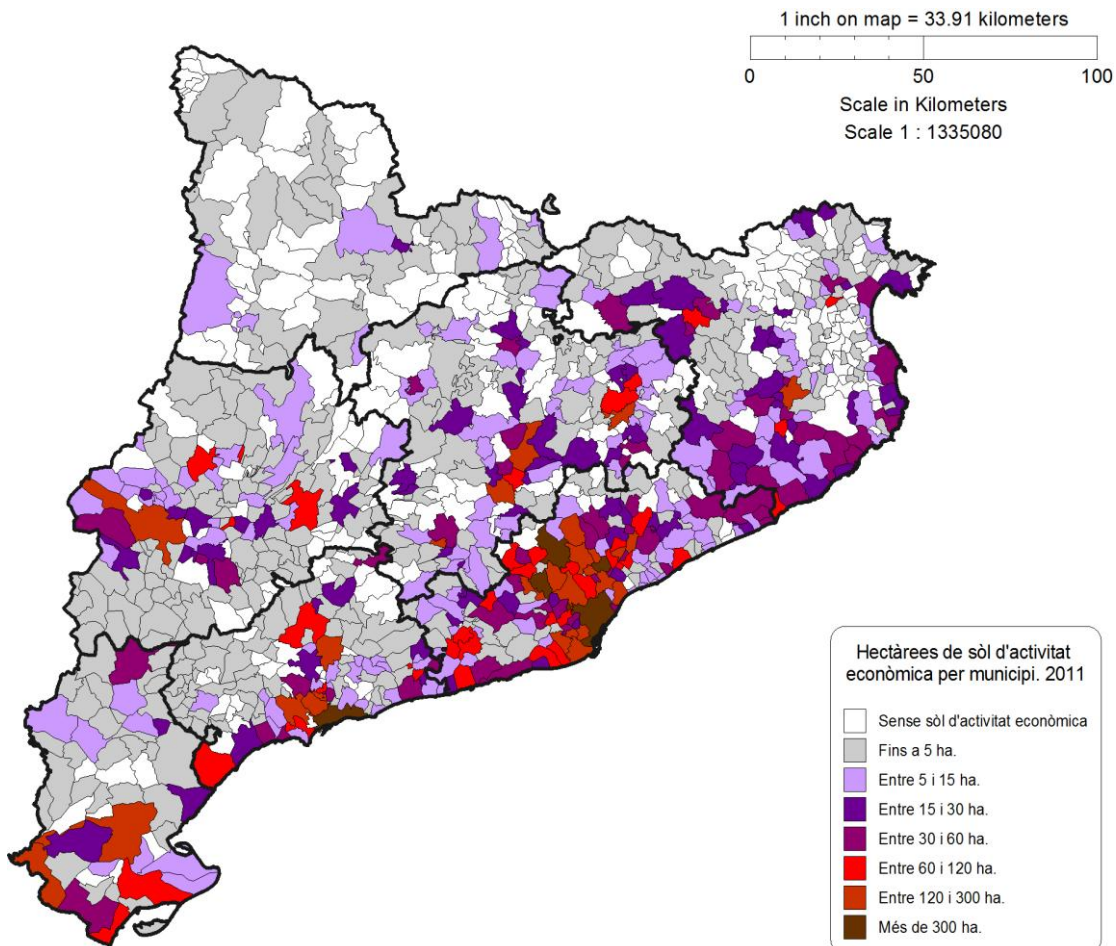 1 inch on map = 33.91 kilometers
0 50 100
Scale in Kilometers
Scale 1 : 1335080
Hectàrees de sòl d'activitat
econòmica per municipi. 2011
Sense sòl d'activitat econòmica
Fins a 5 ha.
Entre 5 i 15 ha.
Entre 15 i 30 ha.
Entre 30 i 60 ha.
Entre 60 i 120 ha.
Entre 120 i 300 ha.
Més de 300 ha.